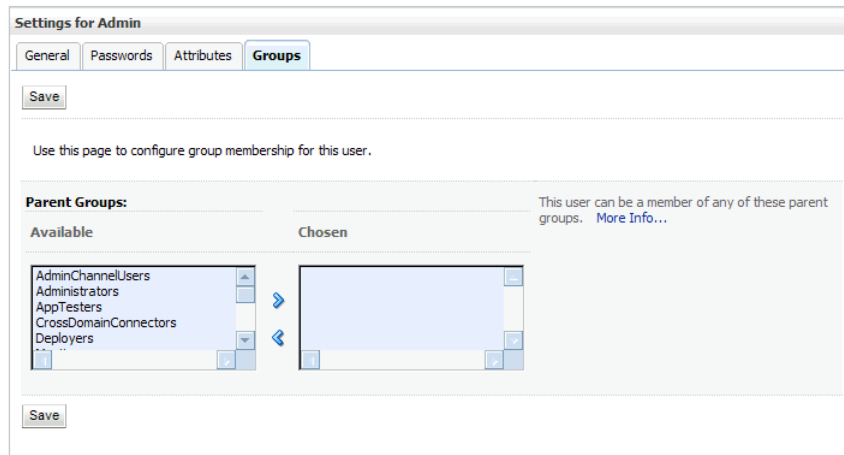 Settings for Admin
General Passwords Attributes Groups
Save
Use this page to configure group membership for this user.
Parent Groups:
This user can be a member of any of these parent
groups. More Info...
Available Chosen
AdminChannelUsers
Administrators
AppTesters
CrossDomainConnectors
Deployers
Save